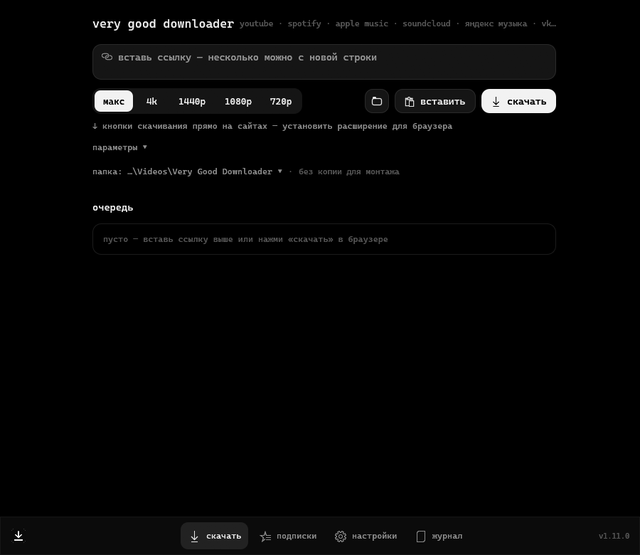 very good downloader youtube · spotify · apple music · soundcloud · яндекс музыка · vk…
вставь ссылку — несколько можно с новой строки
макс 4k 1440p 1080p 720p вставить скачать
↓ кнопки скачивания прямо на сайтах — установить расширение для браузера
параметры ▼
папка: …\Videos\Very Good Downloader ▼ · без копии для монтажа
очередь
пусто — вставь ссылку выше или нажми «скачать» в браузере
скачать подписки настройки журнал v1.11.0